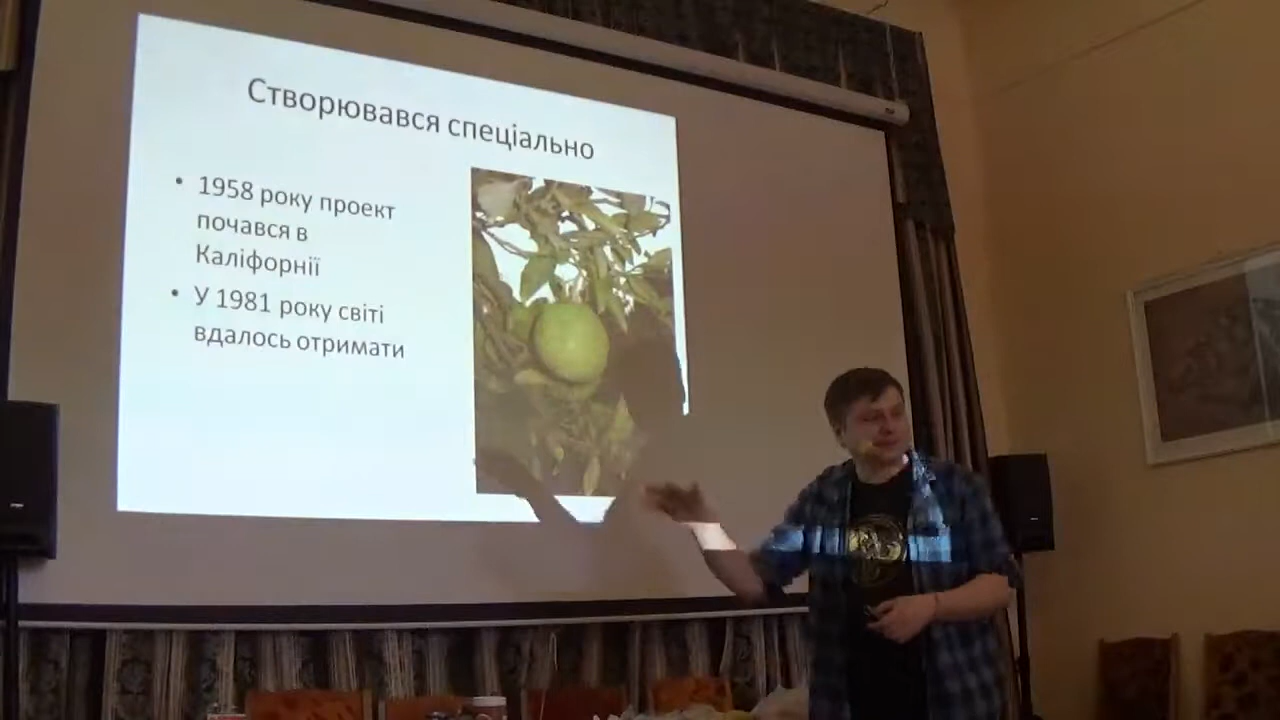 Створювався спеціально
• 1958 року проект
почався в
Каліфорнії
• У 1981 року світі
вдалось отримати